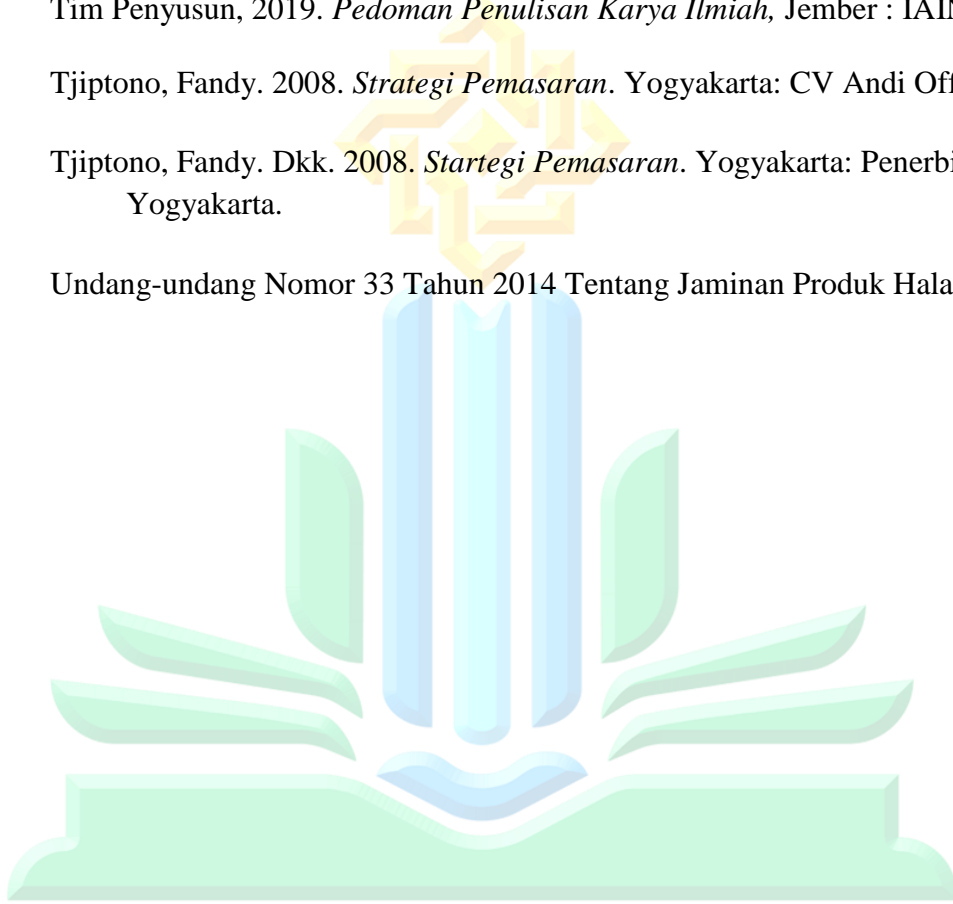 Tim Penyusun, 2019. Pedoman Penulisan Karya Ilmiah, Jember : IAIN
Tjiptono, Fandy. 2008. Strategi Pemasaran. Yogyakarta: CV Andi
Tjiptono, Fandy. Dkk. 2008. Startegi Pemasaran. Yogyakarta:
Yogyakarta.
Undang-undang Nomor 33 Tahun 2014 Tentang Jaminan Produk